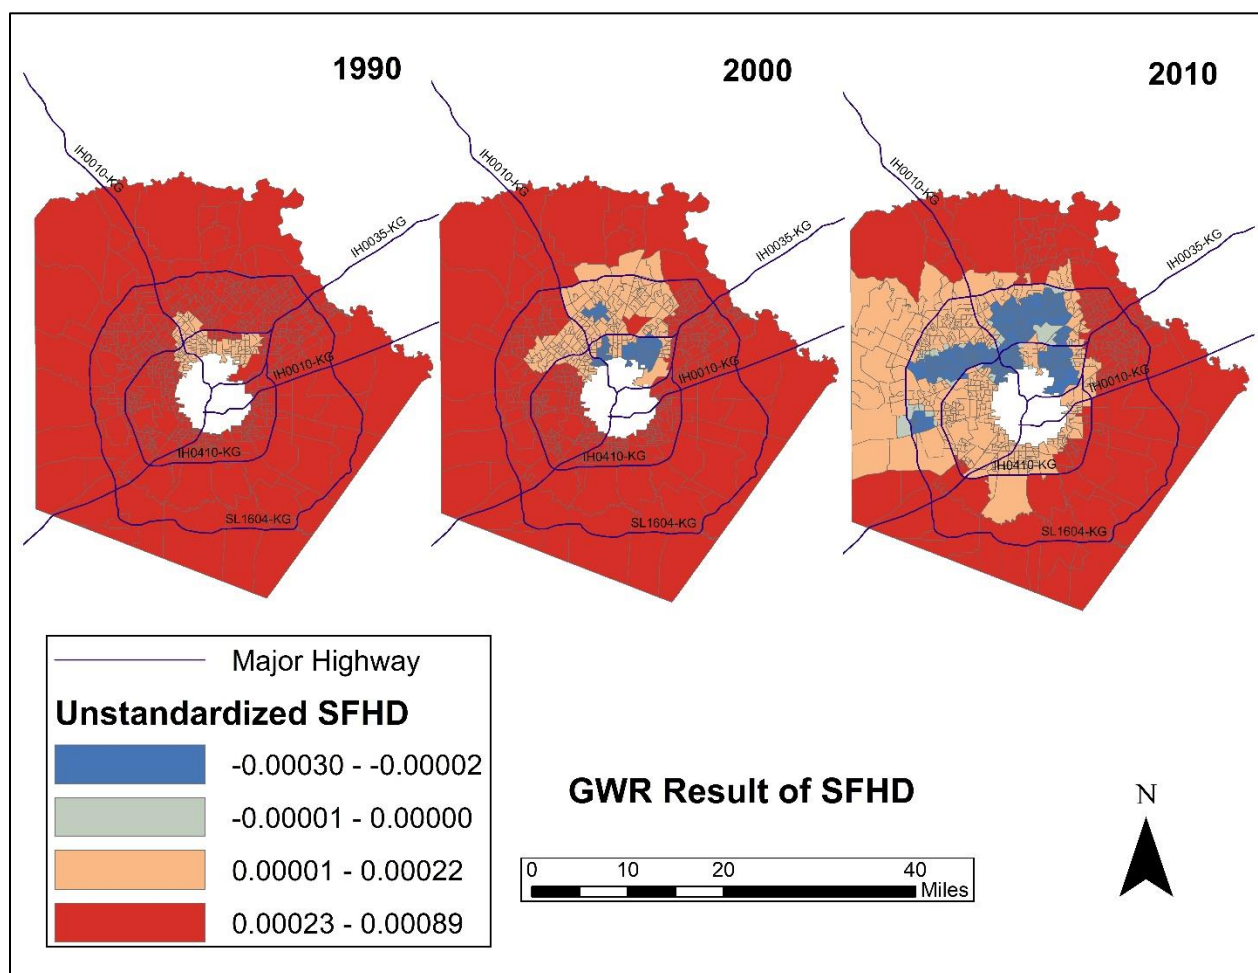 1990
2000
2010
IH0010-KG
IH0035-KG
IH0410-KG
SL1604-KG
IH0010-KG
IH0035-KG
IH0010-KG
IH0410-KG
SL1604-KG
IH0010-KG
IH0035-KG
IH0010-KG
IH0410-KG
SL1604-KG
IH0010-KG
Major Highway
Unstandardized SFHD
-0.00030 - -0.00002
-0.00001 - 0.00000
0.00001 - 0.00022
0.00023 - 0.00089
GWR Result of SFHD
0 10 20 40
Miles
N